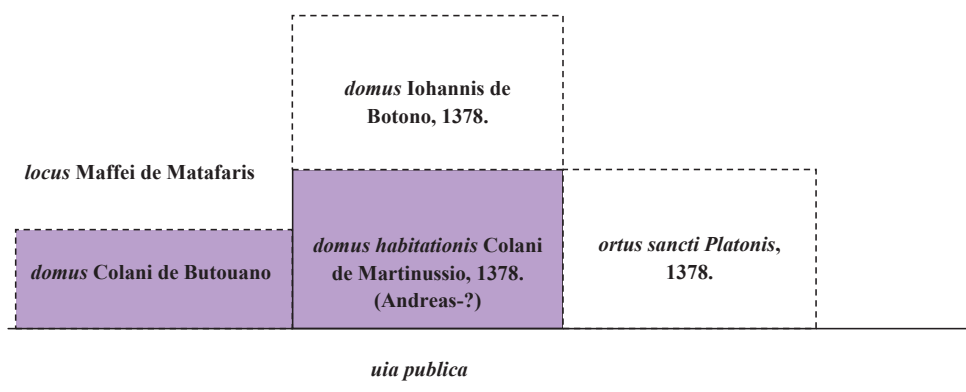 domus Iohannis de
Botono, 1378.
locus Maffei de Matafaris
domus Colani de Butouano
domus habitationis Colani
de Martinussio, 1378.
(Andreas-?)
ortus sancti Platonis,
1378.
uia publica